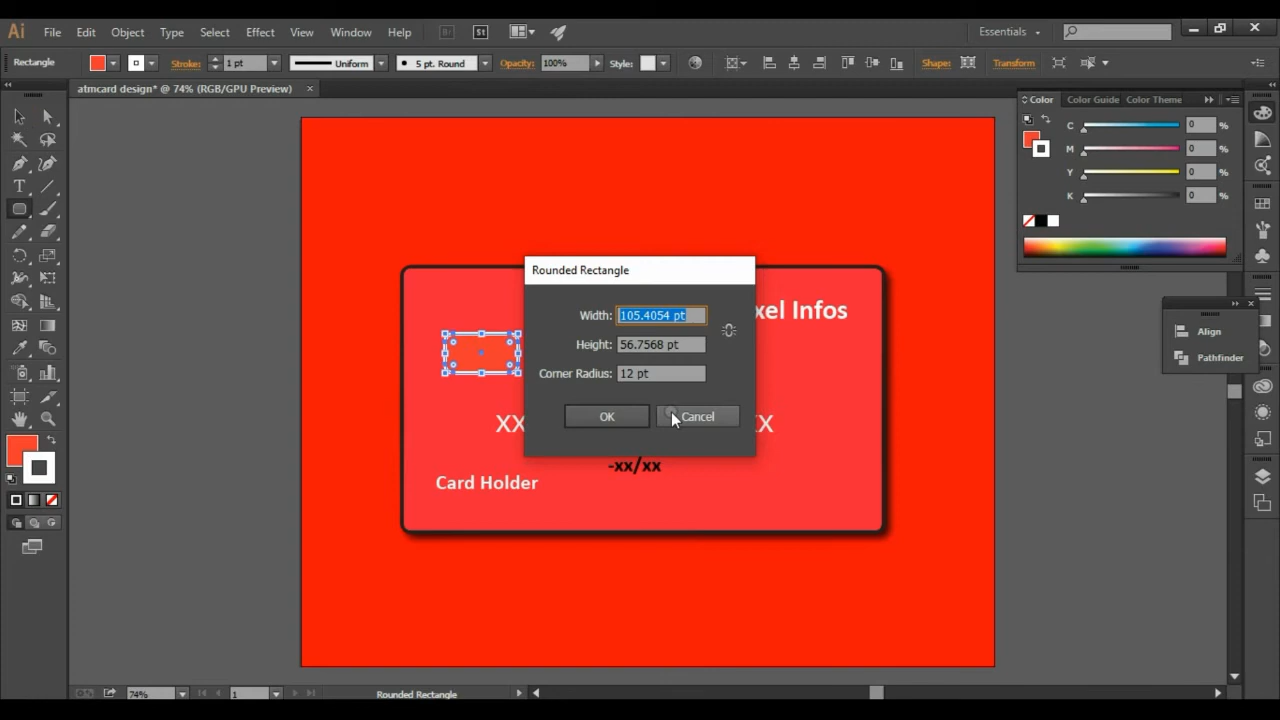 Ai File Edit Object Type Select Effect View Window Help Br St Essentials
Rectangle Stroke: 1 pt Uniform 5 pt. Round Opacity: 100% Style: Shape: Transform
atmcard design* @ 74% (RGB/GPU Preview) ×
Color Color Guide Color Theme
C 0 %
M 0 %
Y 0 %
K 0 %
Rounded Rectangle
Width: 105.4054 pt
Height: 56.7568 pt
Corner Radius: 12 pt
OK Cancel
xel Infos
Align
Pathfinder
XX
XX
-xx/xx
Card Holder
74% 1 Rounded Rectangle